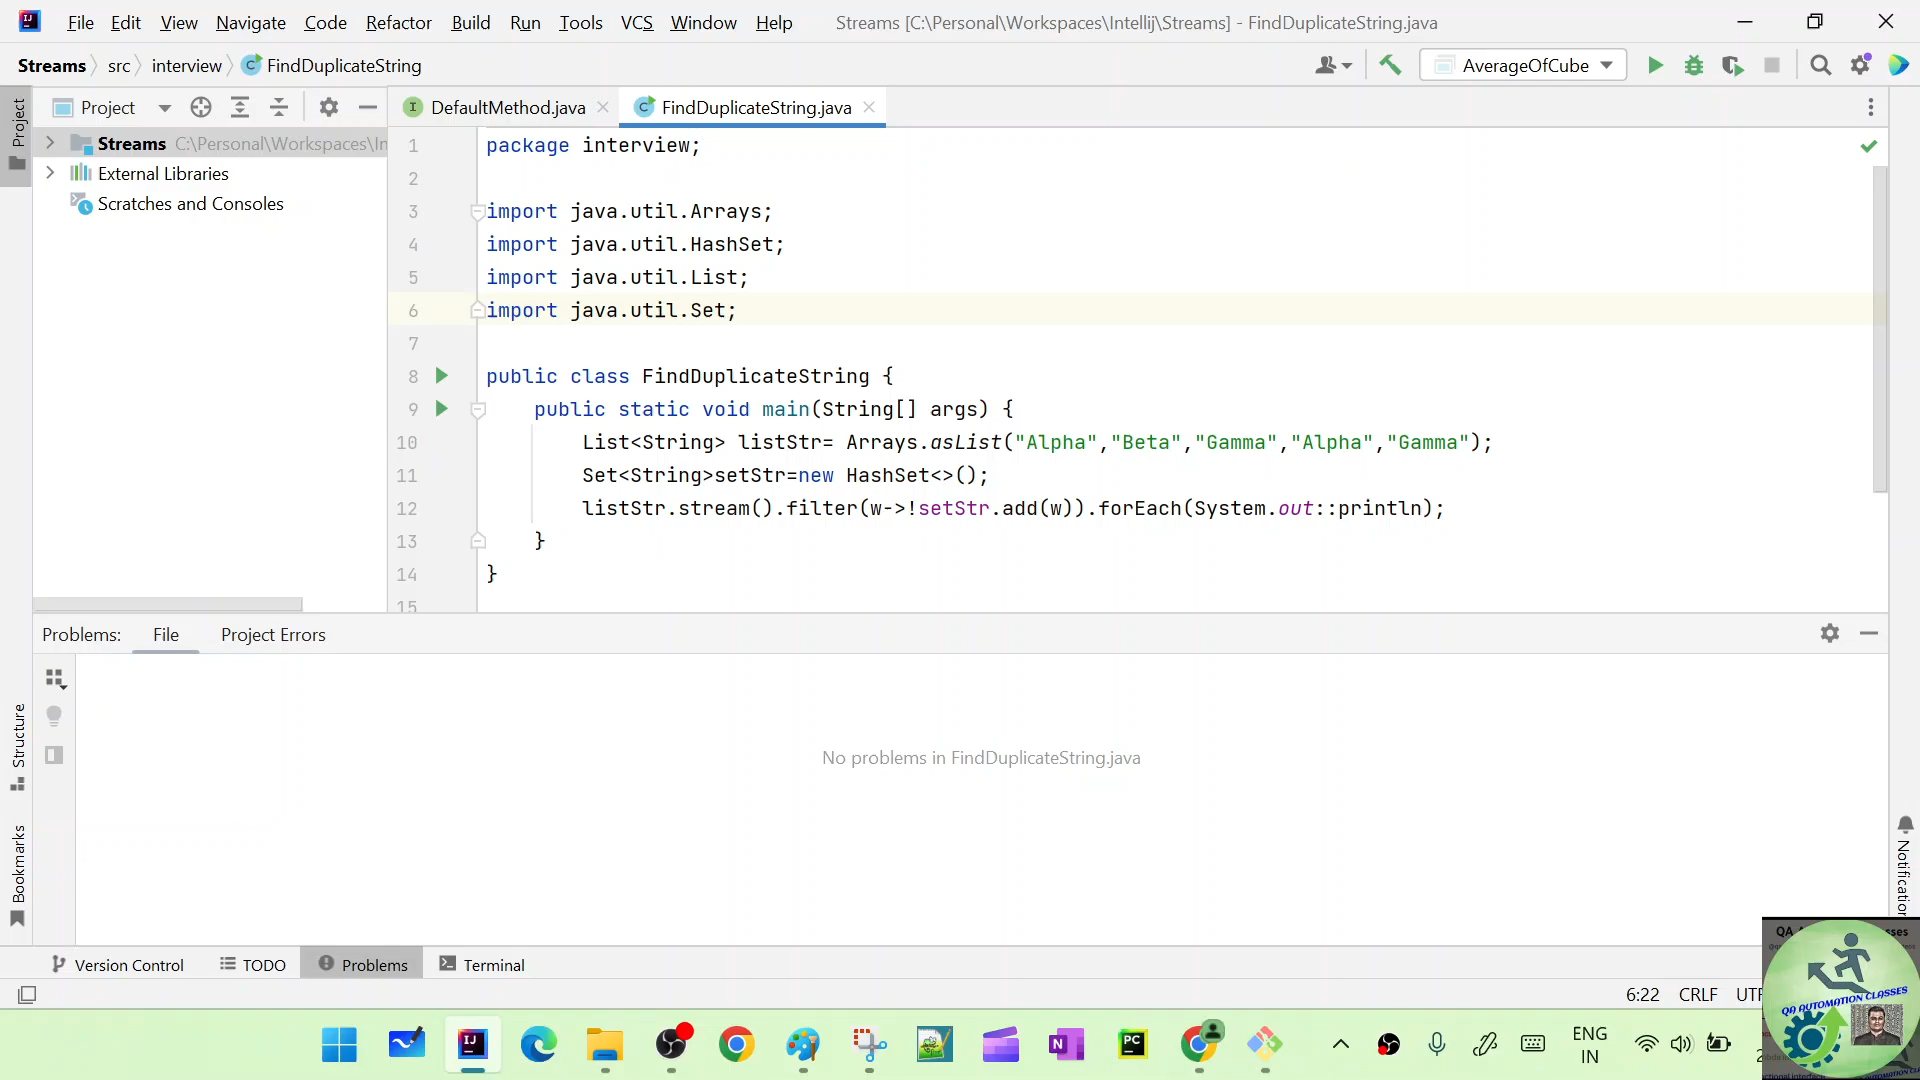 File Edit View Navigate Code Refactor Build Run Tools VCS Window Help Streams [C:\Personal\Workspaces\Intellij\Streams] - FindDuplicateString.java
Streams src interview FindDuplicateString
AverageOfCube
Project
Project
DefaultMethod.java
FindDuplicateString.java
Streams C:\Personal\Workspaces\In
External Libraries
Scratches and Consoles
1 package interview;
2
3 import java.util.Arrays;
4 import java.util.HashSet;
5 import java.util.List;
6 import java.util.Set;
7
8 public class FindDuplicateString {
9 public static void main(String[] args) {
10 List<String> listStr= Arrays.asList("Alpha","Beta","Gamma","Alpha","Gamma");
11 Set<String>setStr=new HashSet<>();
12 listStr.stream().filter(w->!setStr.add(w)).forEach(System.out::println);
13 }
14 }
15
Problems: File Project Errors
No problems in FindDuplicateString.java
Structure
Bookmarks
Notification
Version Control TODO Problems Terminal
6:22 CRLF UTF
QA AUTOMATION CLASSES
ENG
IN